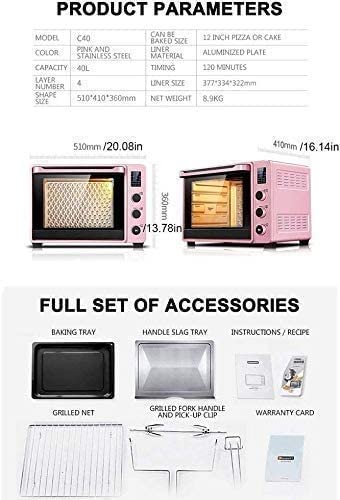 PRODUCT PARAMETERS
MODEL C40 CAN BE BAKED SIZE 12 INCH PIZZA OR CAKE
COLOR PINK AND STAINLESS STEEL LINER MATERIAL ALUMINIZED PLATE
CAPACITY 40L TIMING 120 MINUTES
LAYER NUMBER 4 LINER SIZE 377*334*322mm
SHAPE SIZE 510*410*360mm NET WEIGHT 8.9KG
510mm/20.08in
410mm/16.14in
360mm/13.78in
FULL SET OF ACCESSORIES
BAKING TRAY HANDLE SLAG TRAY INSTRUCTIONS / RECIPE
GRILLED NET GRILLED FORK HANDLE AND PICK-UP CLIP WARRANTY CARD